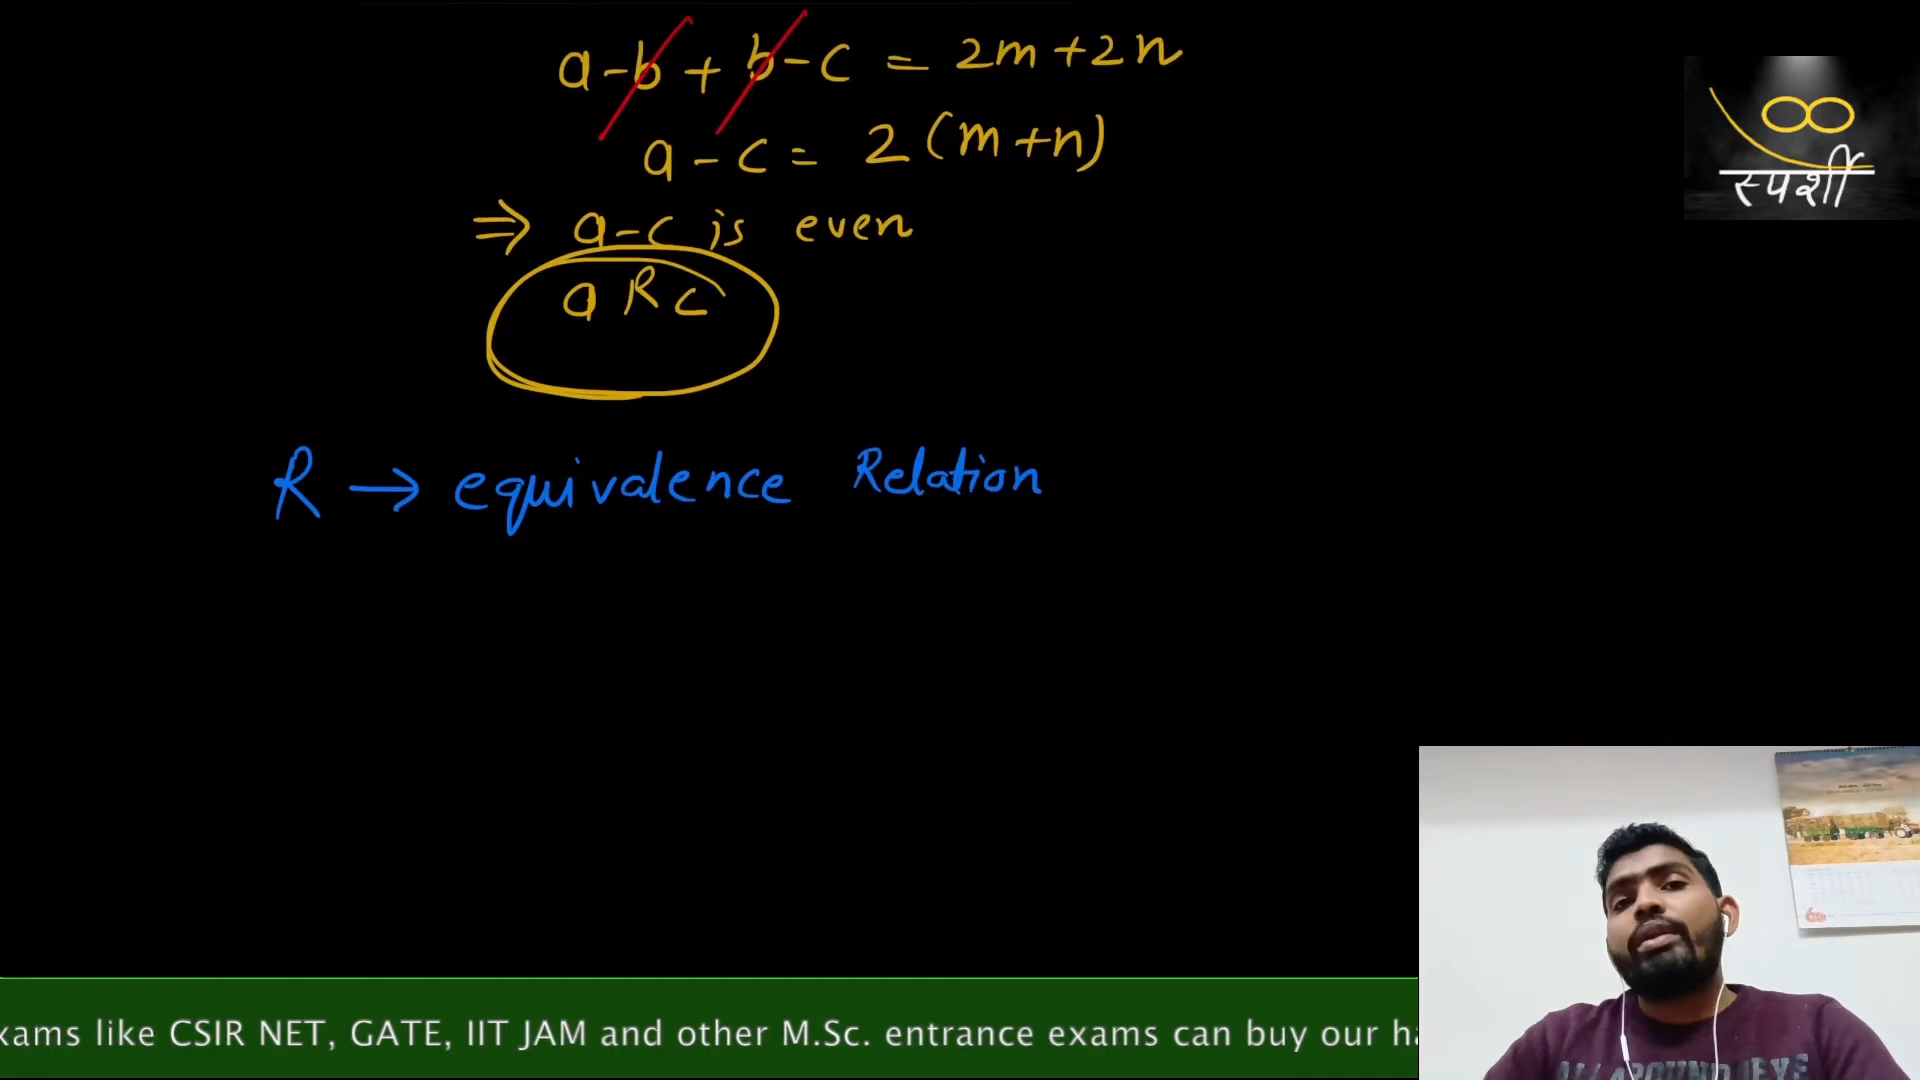 a-b + b-c = 2m+2n
a-c = 2(m+n)
⇒ a-c is even
a R c
R → equivalence Relation
स्पर्शी
xams like CSIR NET, GATE, IIT JAM and other M.Sc. entrance exams can buy our ha